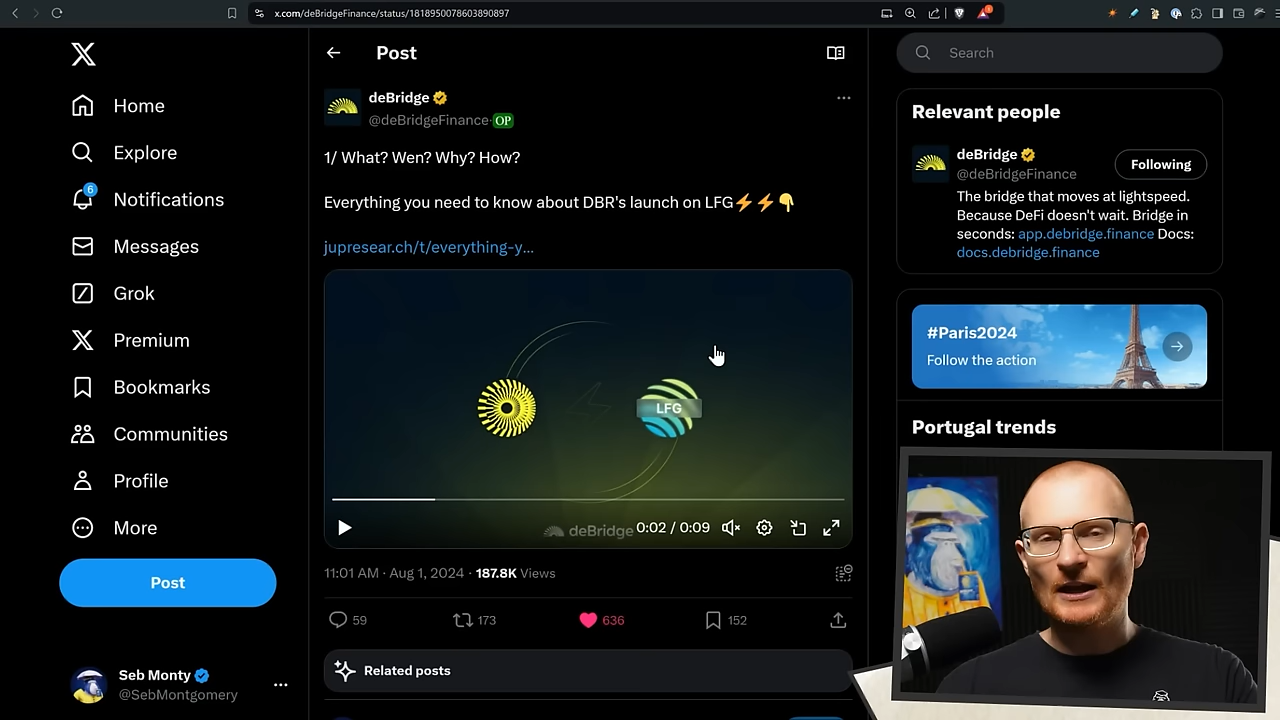 x.com/deBridgeFinance/status/1818950078603890897
Home
Explore
6
Notifications
Messages
Grok
Premium
Bookmarks
Communities
Profile
More
Post
Seb Monty
@SebMontgomery
Post
deBridge
@deBridgeFinance OP
1/ What? Wen? Why? How?
Everything you need to know about DBR's launch on LFG⚡⚡👇
jupresear.ch/t/everything-y...
LFG
deBridge
0:02 / 0:09
11:01 AM · Aug 1, 2024 · 187.8K Views
59
173
636
152
Related posts
Search
Relevant people
deBridge
@deBridgeFinance
Following
The bridge that moves at lightspeed.
Because DeFi doesn't wait. Bridge in
seconds: app.debridge.finance Docs:
docs.debridge.finance
#Paris2024
Follow the action
Portugal trends